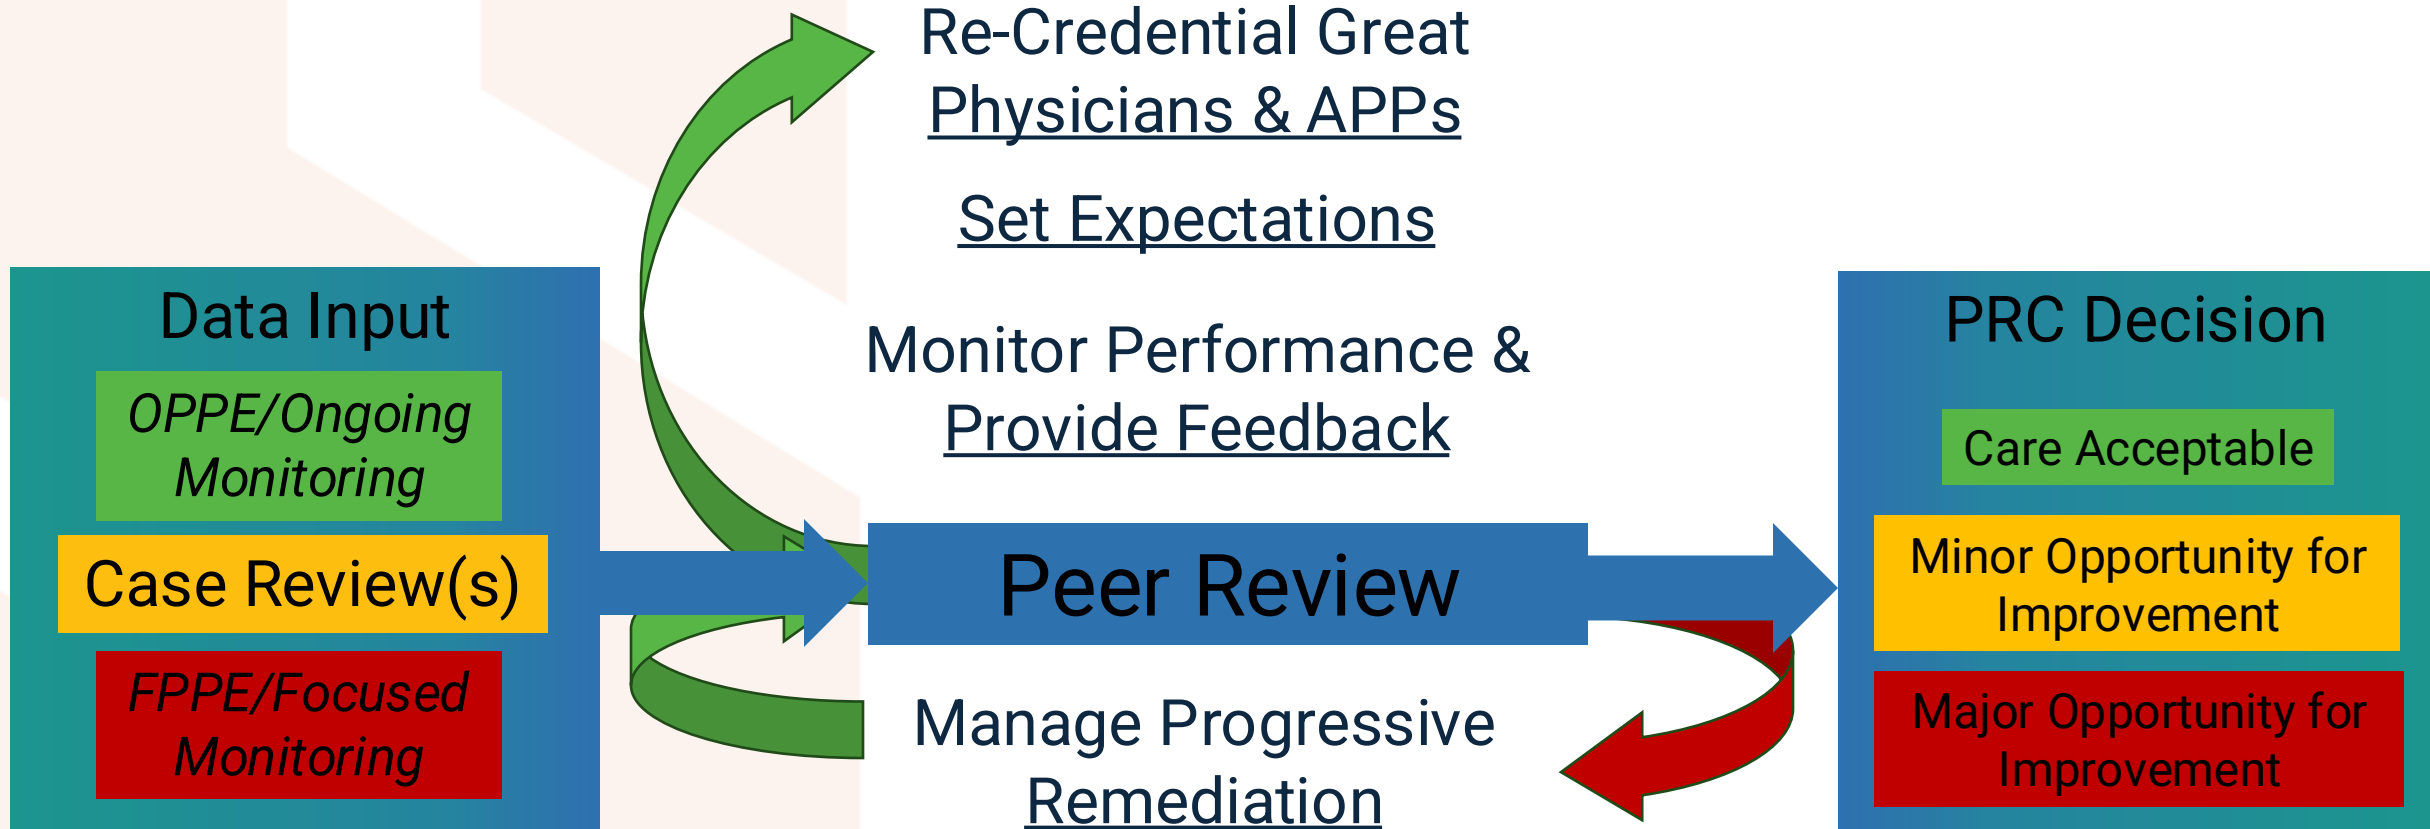 Re-Credential Great
Physicians & APPs
Set Expectations
Monitor Performance &
Provide Feedback
Data Input
OPPE/Ongoing
Monitoring
Case Review(s)
FPPE/Focused
Monitoring
Peer Review
Manage Progressive
Remediation
PRC Decision
Care Acceptable
Minor Opportunity for
Improvement
Major Opportunity for
Improvement